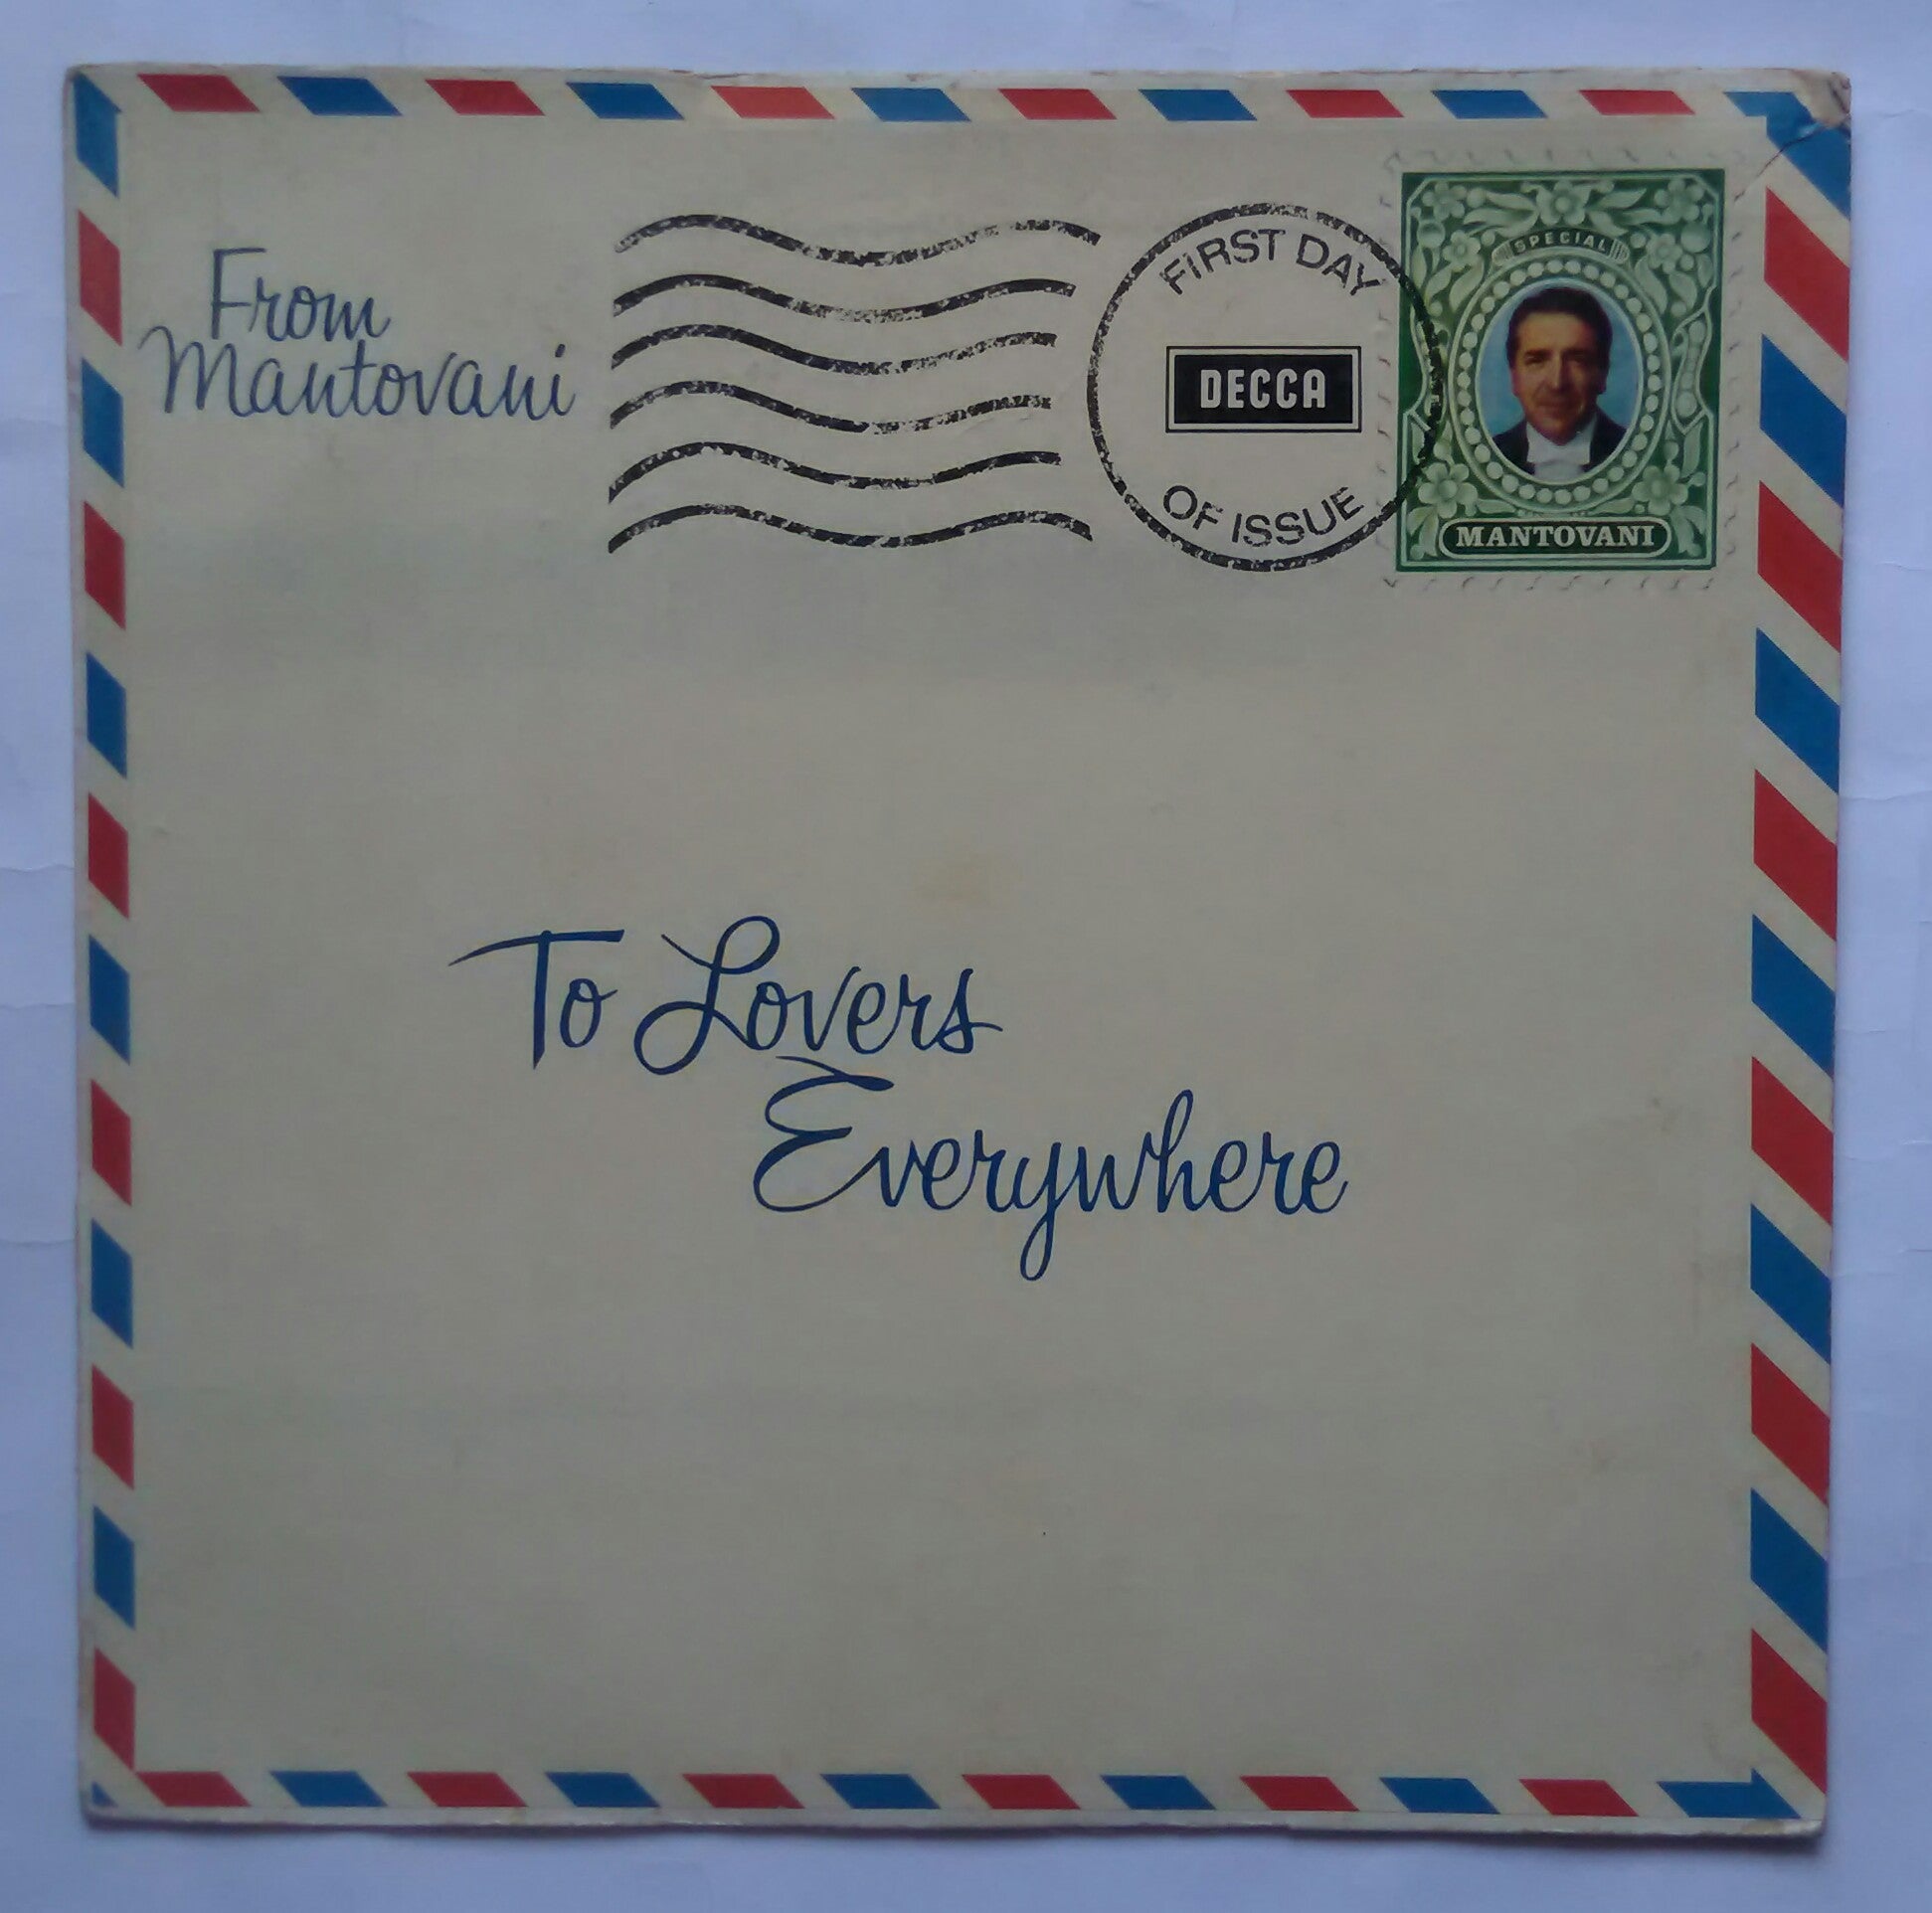 From
Mantovani
FIRST DAY
DECCA
OF ISSUE
SPECIAL
MANTOVANI
To Lovers
Everywhere